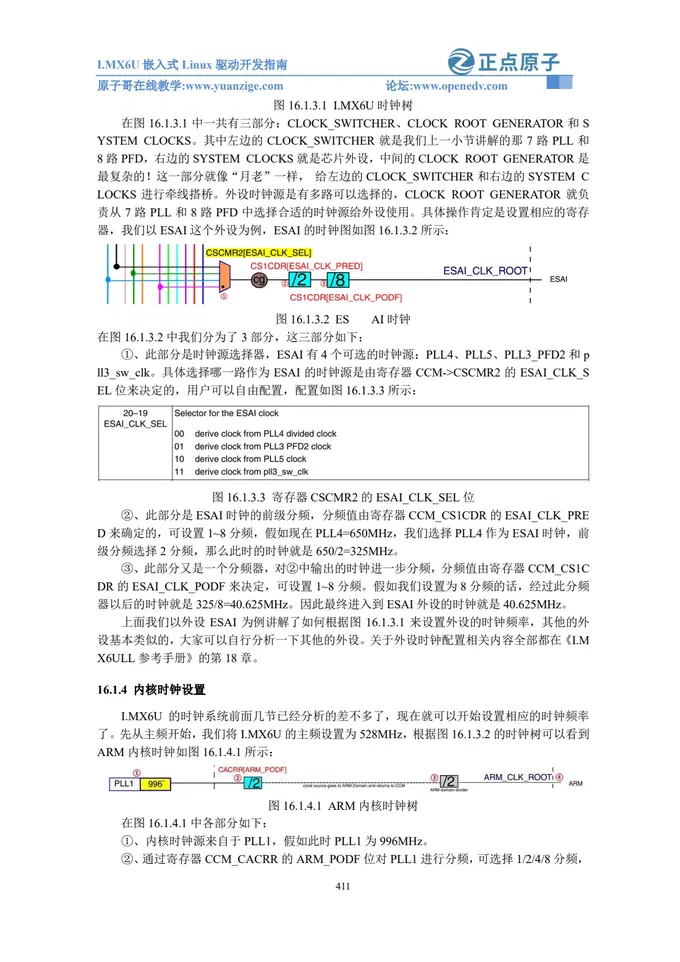 I.MX6U 嵌入式 Linux 驱动开发指南
正点原子
原子哥在线教学:www.yuanzige.com 论坛:www.openedv.com
图 16.1.3.1 I.MX6U 时钟树
在图 16.1.3.1 中一共有三部分：CLOCK_SWITCHER、CLOCK ROOT GENERATOR 和 S
YSTEM CLOCKS。其中左边的 CLOCK_SWITCHER 就是我们上一小节讲解的那 7 路 PLL 和
8 路 PFD，右边的 SYSTEM CLOCKS 就是芯片外设，中间的 CLOCK ROOT GENERATOR 是
最复杂的！这一部分就像“月老”一样， 给左边的 CLOCK_SWITCHER 和右边的 SYSTEM C
LOCKS 进行牵线搭桥。外设时钟源是有多路可以选择的，CLOCK ROOT GENERATOR 就负
责从 7 路 PLL 和 8 路 PFD 中选择合适的时钟源给外设使用。具体操作肯定是设置相应的寄存
器，我们以 ESAI 这个外设为例，ESAI 的时钟图如图 16.1.3.2 所示：
CSCMR2[ESAI_CLK_SEL]
CS1CDR[ESAI_CLK_PRED]
ESAI_CLK_ROOT
cg ② /2 ③ /8
ESAI
①
CS1CDR[ESAI_CLK_PODF]
图 16.1.3.2 ES AI 时钟
在图 16.1.3.2 中我们分为了 3 部分，这三部分如下：
①、此部分是时钟源选择器，ESAI 有 4 个可选的时钟源：PLL4、PLL5、PLL3_PFD2 和 p
ll3_sw_clk。具体选择哪一路作为 ESAI 的时钟源是由寄存器 CCM->CSCMR2 的 ESAI_CLK_S
EL 位来决定的，用户可以自由配置，配置如图 16.1.3.3 所示：
20–19 Selector for the ESAI clock
ESAI_CLK_SEL
00 derive clock from PLL4 divided clock
01 derive clock from PLL3 PFD2 clock
10 derive clock from PLL5 clock
11 derive clock from pll3_sw_clk
图 16.1.3.3 寄存器 CSCMR2 的 ESAI_CLK_SEL 位
②、此部分是 ESAI 时钟的前级分频，分频值由寄存器 CCM_CS1CDR 的 ESAI_CLK_PRE
D 来确定的，可设置 1~8 分频，假如现在 PLL4=650MHz，我们选择 PLL4 作为 ESAI 时钟，前
级分频选择 2 分频，那么此时的时钟就是 650/2=325MHz。
③、此部分又是一个分频器，对②中输出的时钟进一步分频，分频值由寄存器 CCM_CS1C
DR 的 ESAI_CLK_PODF 来决定，可设置 1~8 分频。假如我们设置为 8 分频的话，经过此分频
器以后的时钟就是 325/8=40.625MHz。因此最终进入到 ESAI 外设的时钟就是 40.625MHz。
上面我们以外设 ESAI 为例讲解了如何根据图 16.1.3.1 来设置外设的时钟频率，其他的外
设基本类似的，大家可以自行分析一下其他的外设。关于外设时钟配置相关内容全部都在《I.M
X6ULL 参考手册》的第 18 章。
16.1.4 内核时钟设置
I.MX6U 的时钟系统前面几节已经分析的差不多了，现在就可以开始设置相应的时钟频率
了。先从主频开始，我们将 I.MX6U 的主频设置为 528MHz，根据图 16.1.3.2 的时钟树可以看到
ARM 内核时钟如图 16.1.4.1 所示：
CACRR[ARM_PODF]
① ② ③ ARM_CLK_ROOT ④
PLL1 996 /2 clock source goes to ARM Domain and returns to CCM /2 ARM
ARM domain divider
图 16.1.4.1 ARM 内核时钟树
在图 16.1.4.1 中各部分如下：
①、内核时钟源来自于 PLL1，假如此时 PLL1 为 996MHz。
②、通过寄存器 CCM_CACRR 的 ARM_PODF 位对 PLL1 进行分频，可选择 1/2/4/8 分频，
411